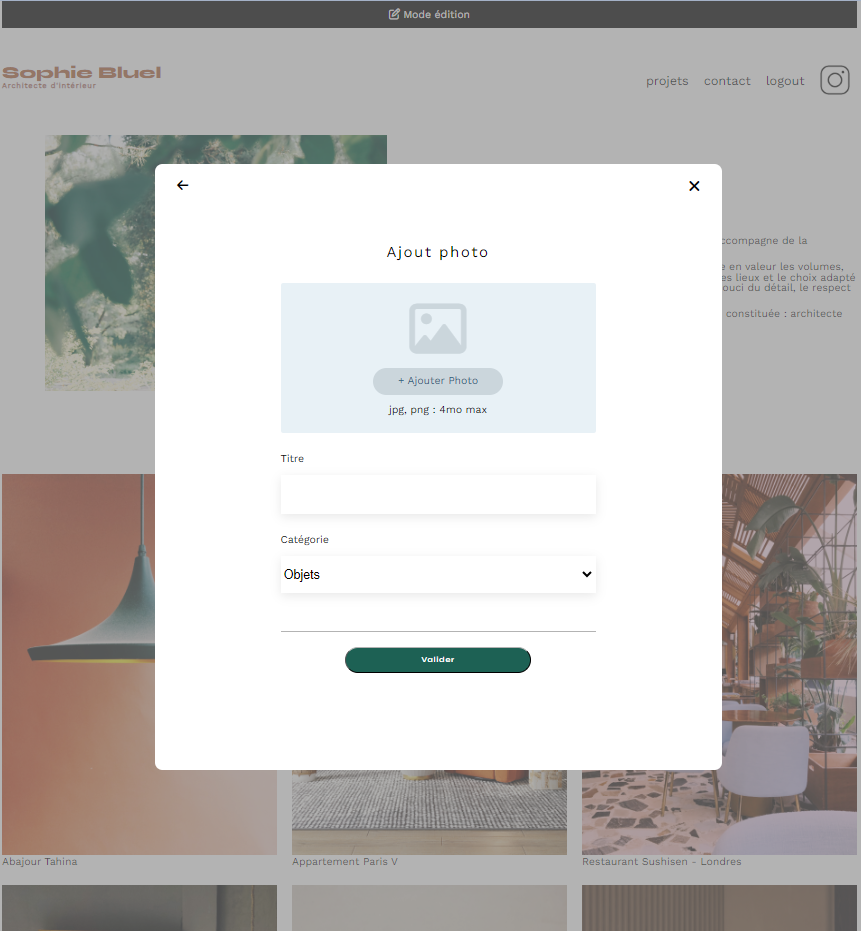 Mode édition
Sophie Bluel
Architecte d'intérieur
projets contact logout
Ajout photo
+ Ajouter Photo
jpg, png : 4mo max
Titre
Catégorie
Objets
Valider
ccompagne de la
e en valeur les volumes,
es lieux et le choix adapté
ouci du détail, le respect
constituée : architecte
Abajour Tahina
Appartement Paris V
Restaurant Sushisen - Londres